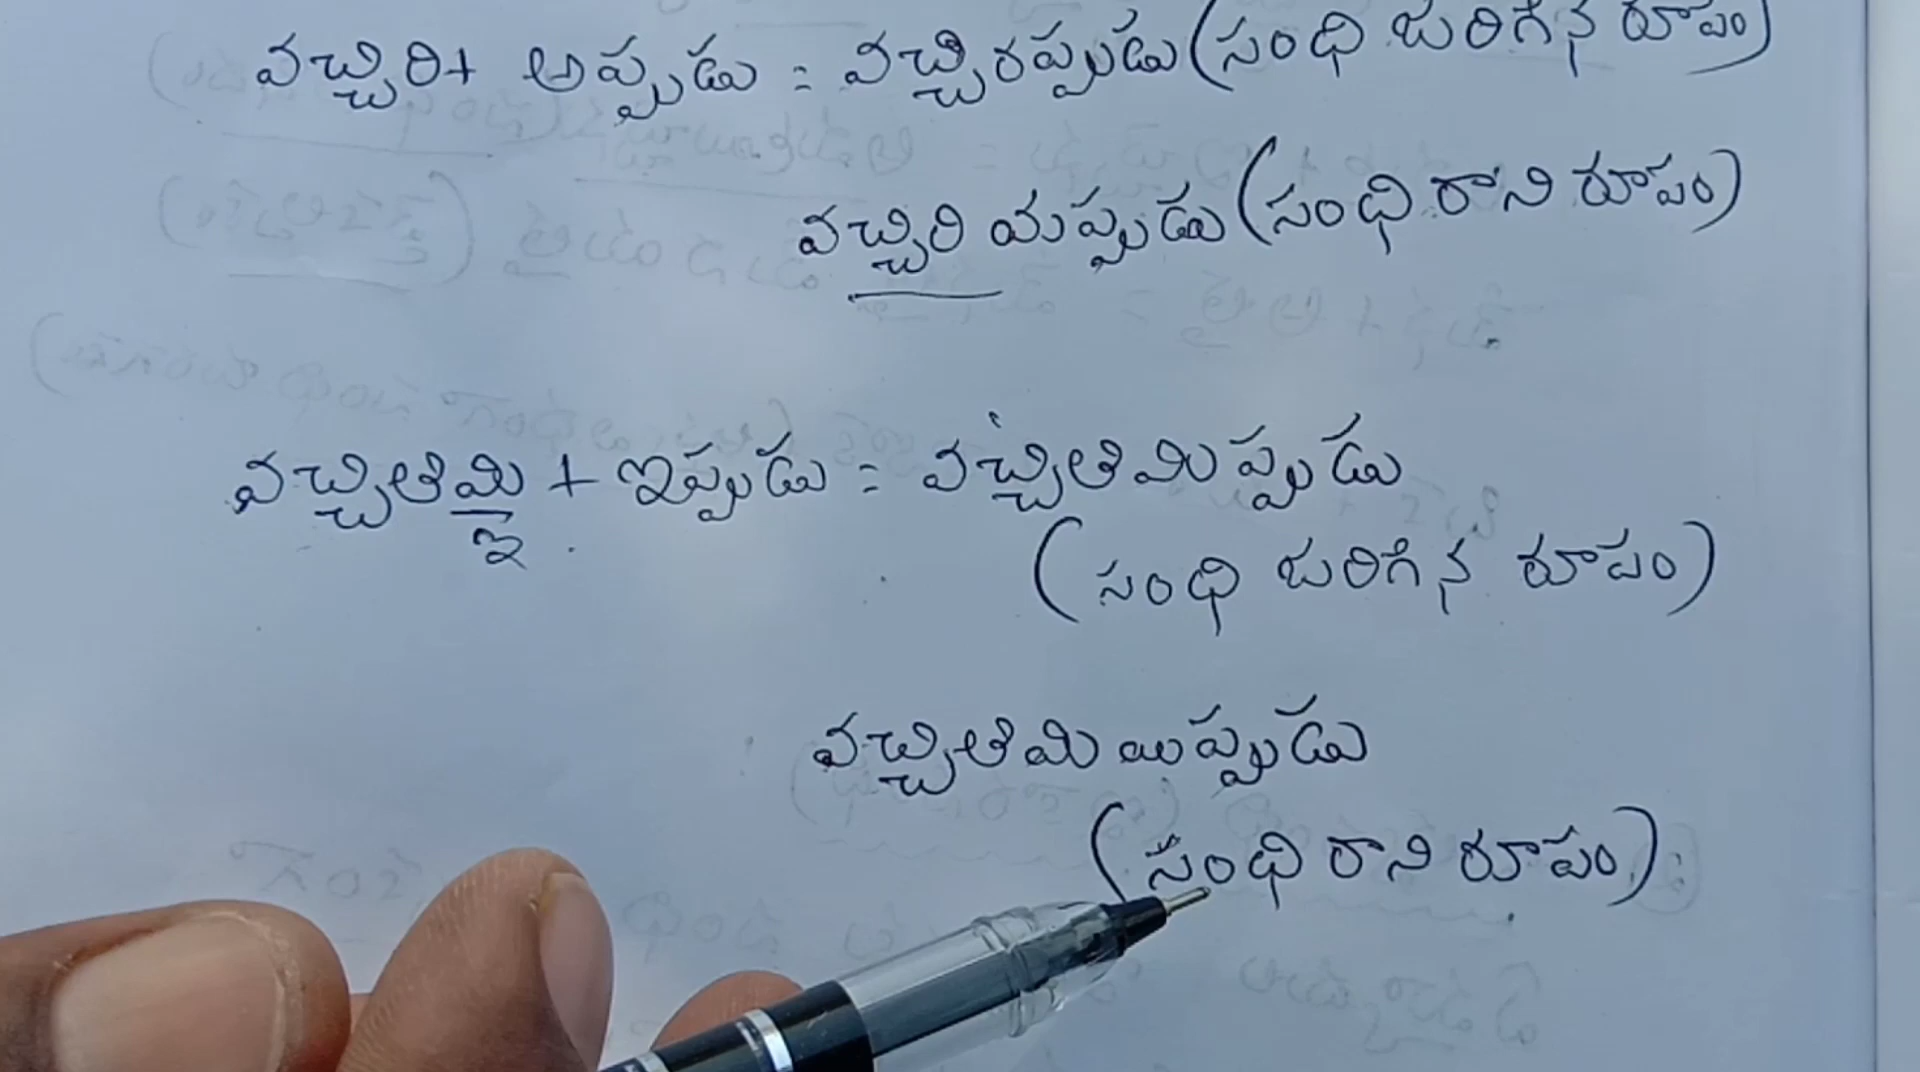 వచ్చిరి+ అప్పుడు = వచ్చిరప్పుడు (సంధి జరిగిన రూపం)
వచ్చిరి యప్పుడు (సంధి రాని రూపం)
వచ్చితిమి + ఇప్పుడు = వచ్చితిమిప్పుడు
ఇ
(సంధి జరిగిన రూపం)
వచ్చితిమి యిప్పుడు
(సంధి రాని రూపం)